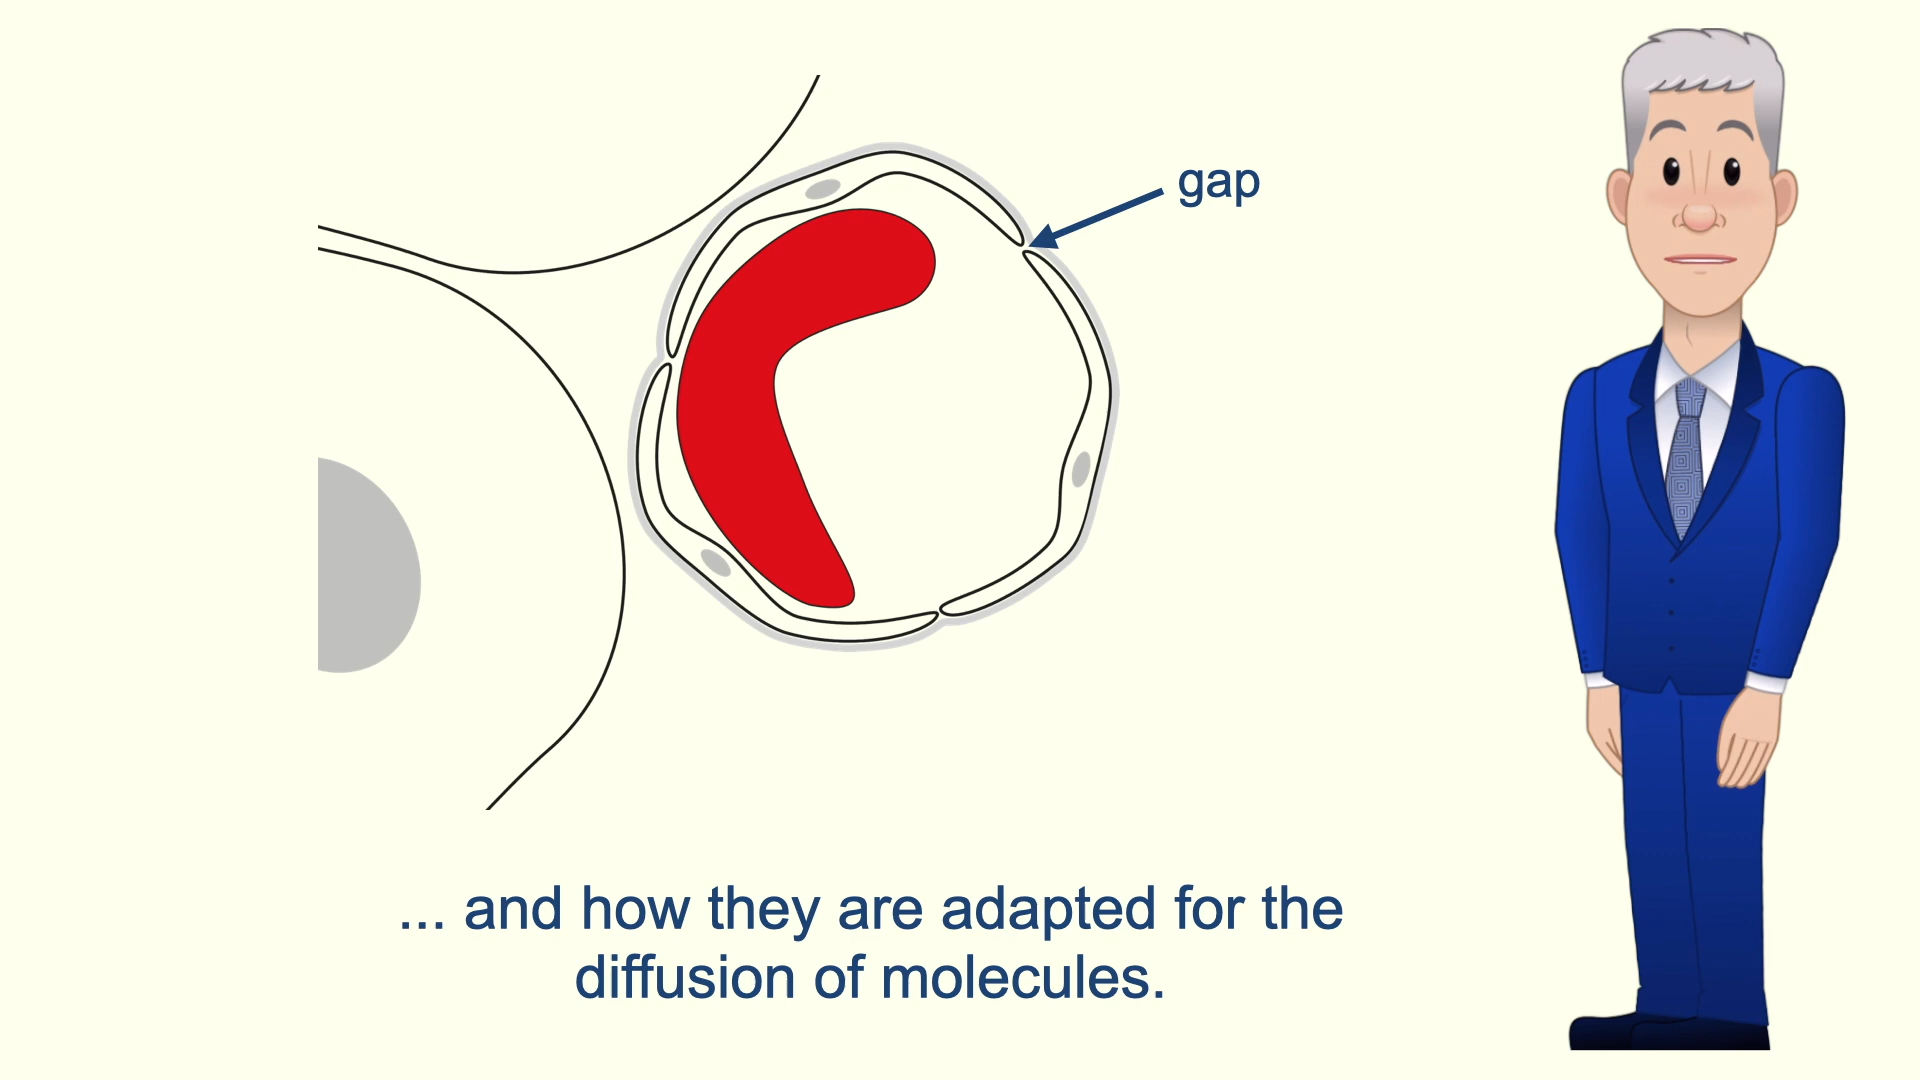 gap
... and how they are adapted for the
diffusion of molecules.